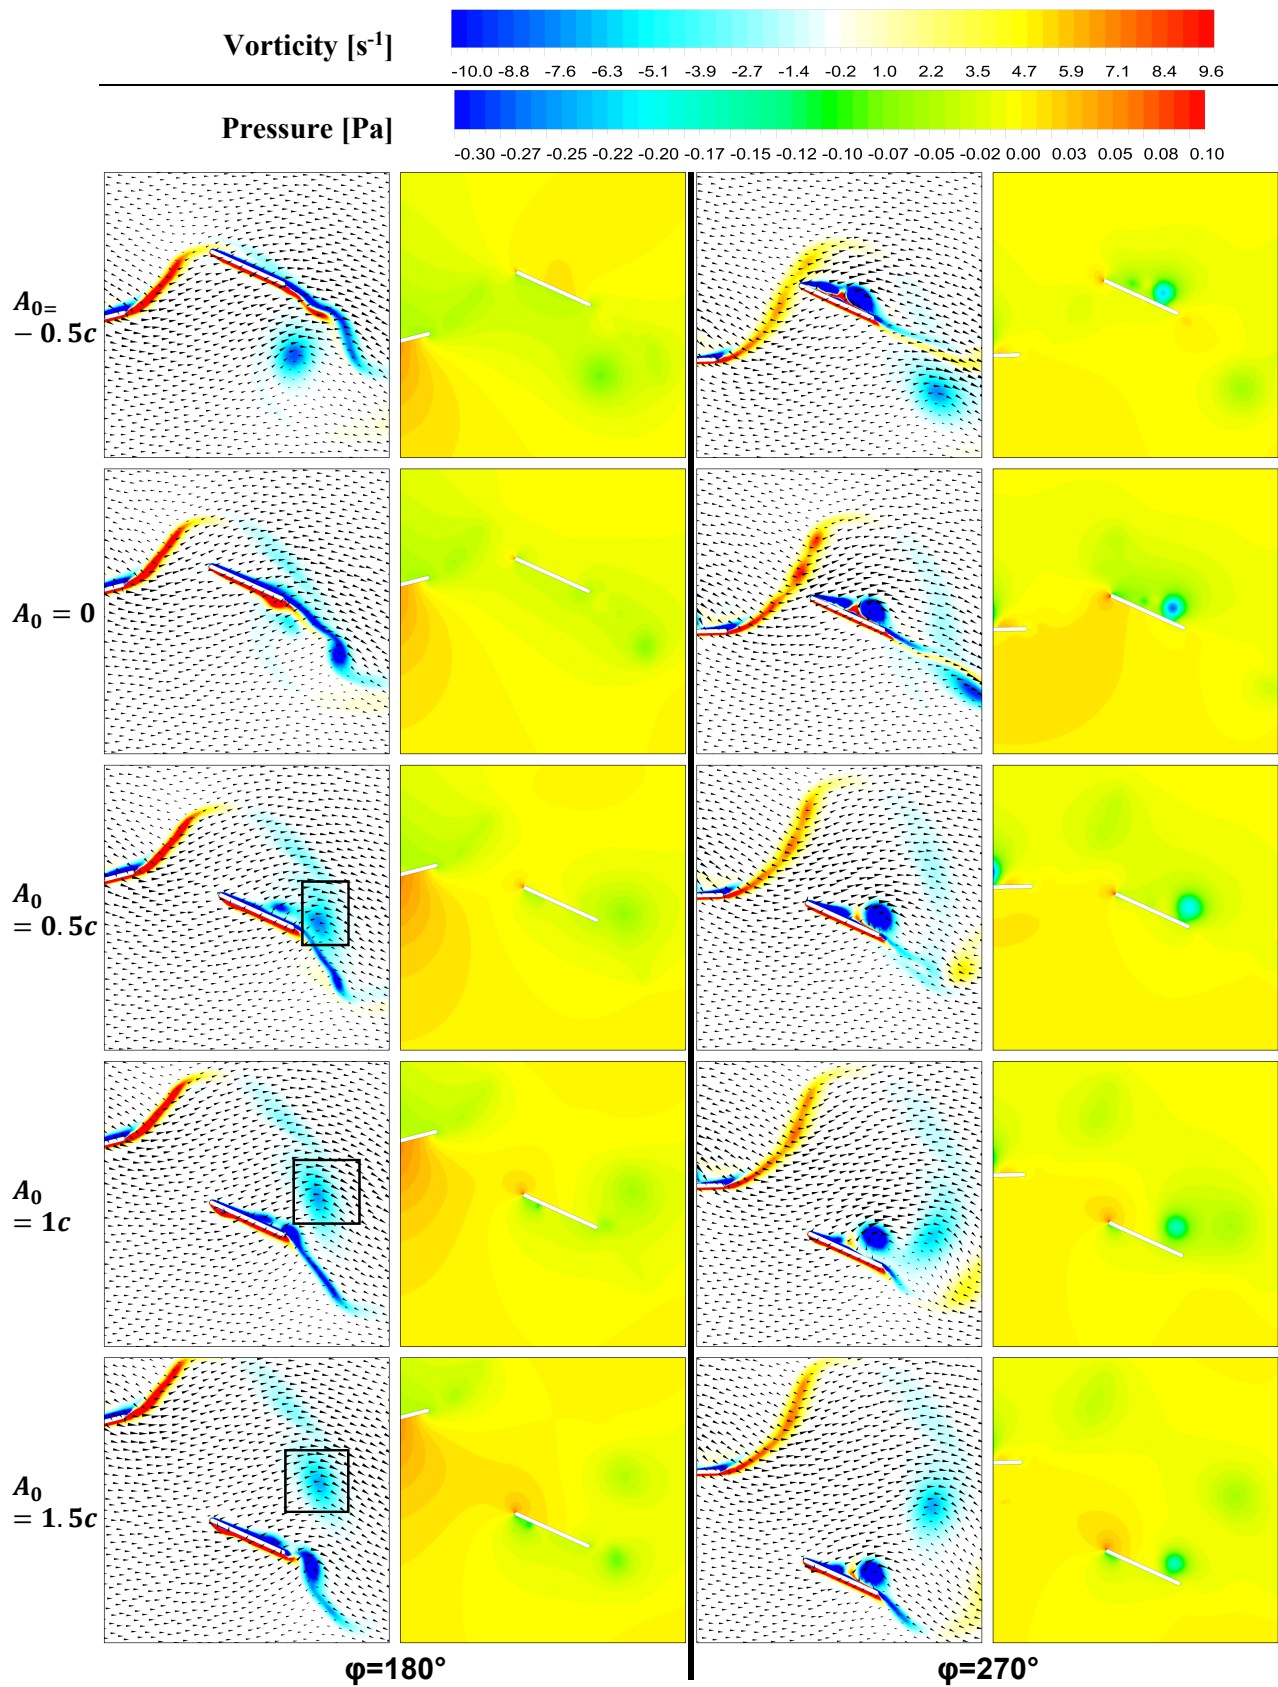 Vorticity [s-1]
-10.0 -8.8 -7.6 -6.3 -5.1 -3.9 -2.7 -1.4 -0.2 1.0 2.2 3.5 4.7 5.9 7.1 8.4 9.6
Pressure [Pa]
-0.30 -0.27 -0.25 -0.22 -0.20 -0.17 -0.15 -0.12 -0.10 -0.07 -0.05 -0.02 0.00 0.03 0.05 0.08 0.10
A0=
− 0.5c
A0 = 0
A0
= 0.5c
A0
= 1c
A0
= 1.5c
φ=180° φ=270°